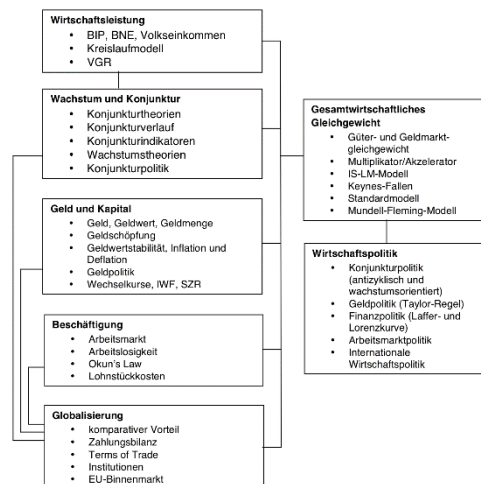 Wirtschaftsleistung
• BIP, BNE, Volkseinkommen
• Kreislaufmodell
• VGR
Wachstum und Konjunktur
• Konjunkturtheorien
• Konjunkturverlauf
• Konjunkturindikatoren
• Wachstumstheorien
• Konjunkturpolitik
Geld und Kapital
• Geld, Geldwert, Geldmenge
• Geldschöpfung
• Geldwertstabilität, Inflation und
Deflation
• Geldpolitik
• Wechselkurse, IWF, SZR
Beschäftigung
• Arbeitsmarkt
• Arbeitslosigkeit
• Okun's Law
• Lohnstückkosten
Globalisierung
• komparativer Vorteil
• Zahlungsbilanz
• Terms of Trade
• Institutionen
• EU-Binnenmarkt
Gesamtwirtschaftliches
Gleichgewicht
• Güter- und Geldmarkt-
gleichgewicht
• Multiplikator/Akzelerator
• IS-LM-Modell
• Keynes-Fallen
• Standardmodell
• Mundell-Fleming-Modell
Wirtschaftspolitik
• Konjunkturpolitik
(antizyklisch und
wachstumsorientiert)
• Geldpolitik (Taylor-Regel)
• Finanzpolitik (Laffer- und
Lorenzkurve)
• Arbeitsmarktpolitik
• Internationale
Wirtschaftspolitik